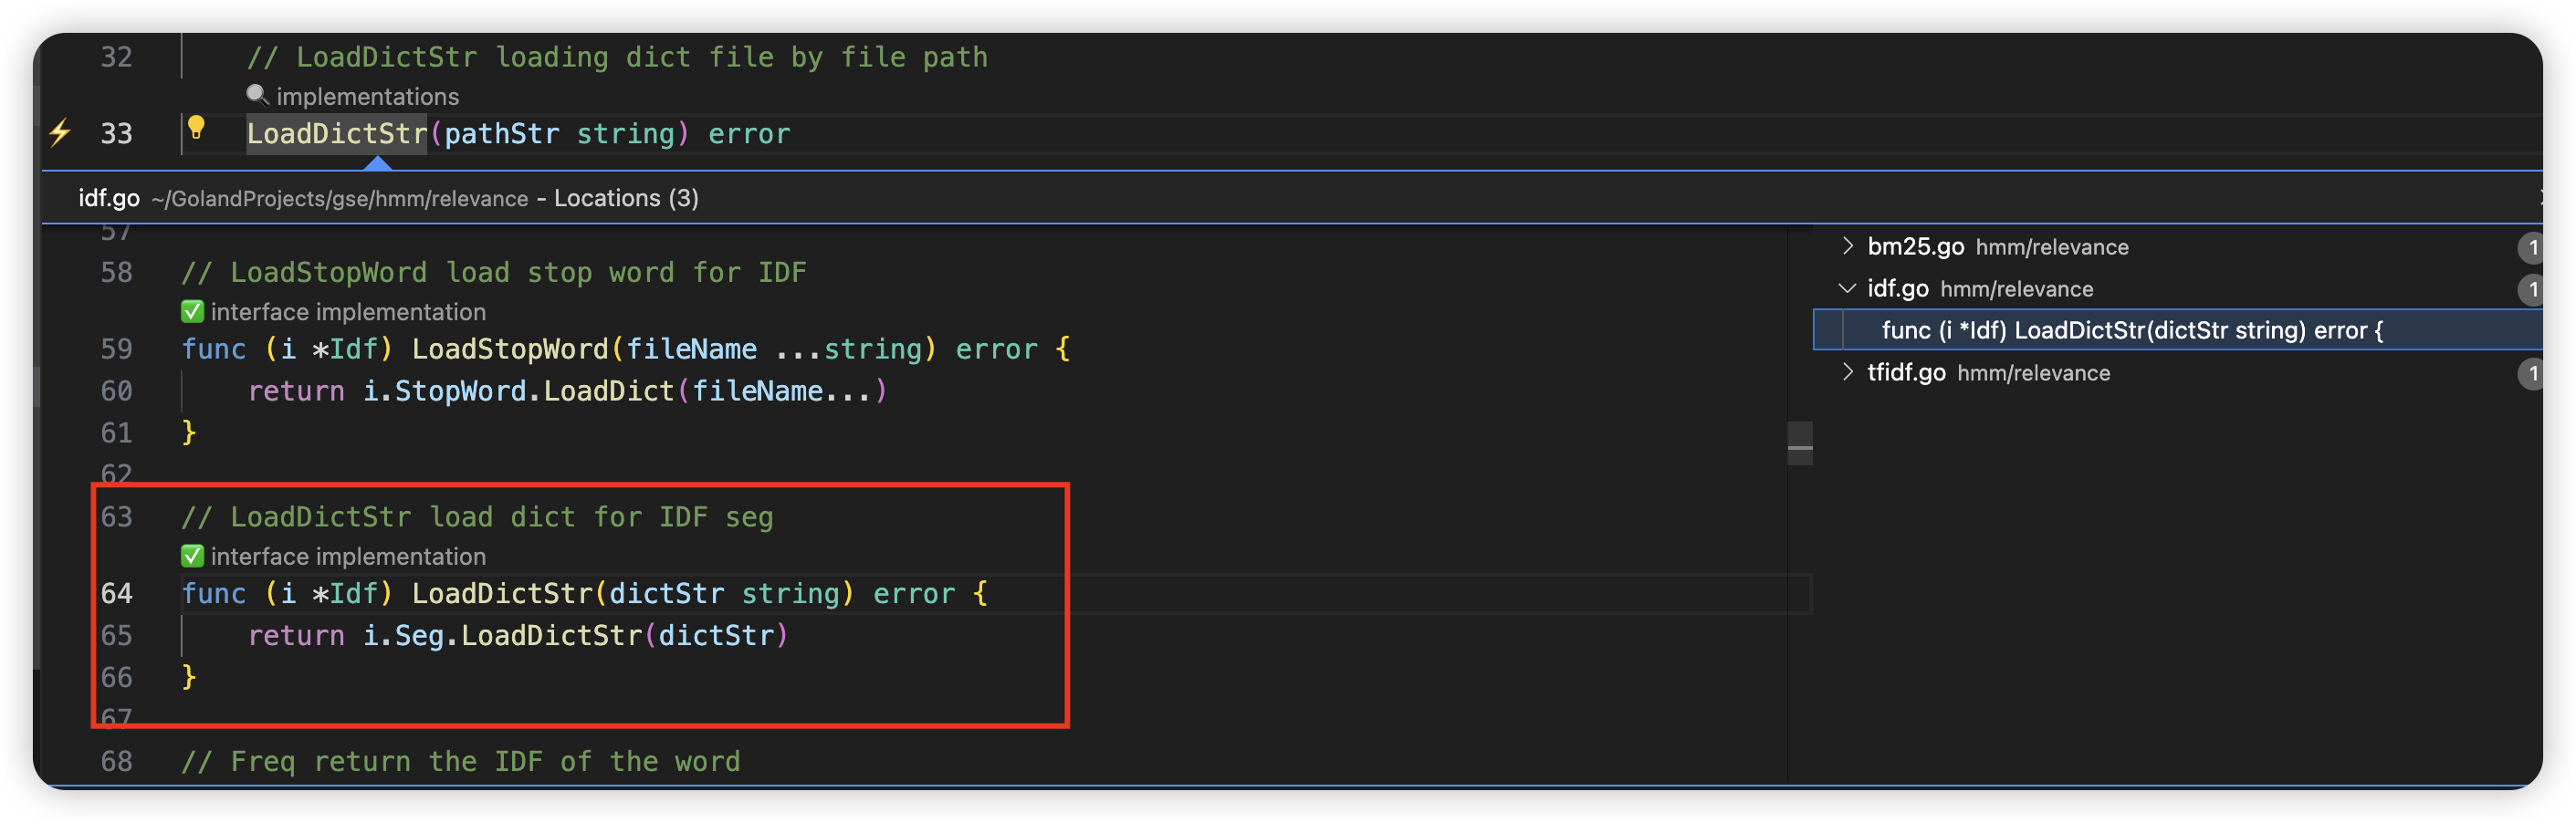 32 // LoadDictStr loading dict file by file path
implementations
33 LoadDictStr(pathStr string) error
idf.go ~/GolandProjects/gse/hmm/relevance - Locations (3)
57
58 // LoadStopWord load stop word for IDF
interface implementation
59 func (i *Idf) LoadStopWord(fileName ...string) error {
60 return i.StopWord.LoadDict(fileName...)
61 }
62
63 // LoadDictStr load dict for IDF seg
interface implementation
64 func (i *Idf) LoadDictStr(dictStr string) error {
65 return i.Seg.LoadDictStr(dictStr)
66 }
67
68 // Freq return the IDF of the word
bm25.go hmm/relevance 1
idf.go hmm/relevance 1
func (i *Idf) LoadDictStr(dictStr string) error {
tfidf.go hmm/relevance 1